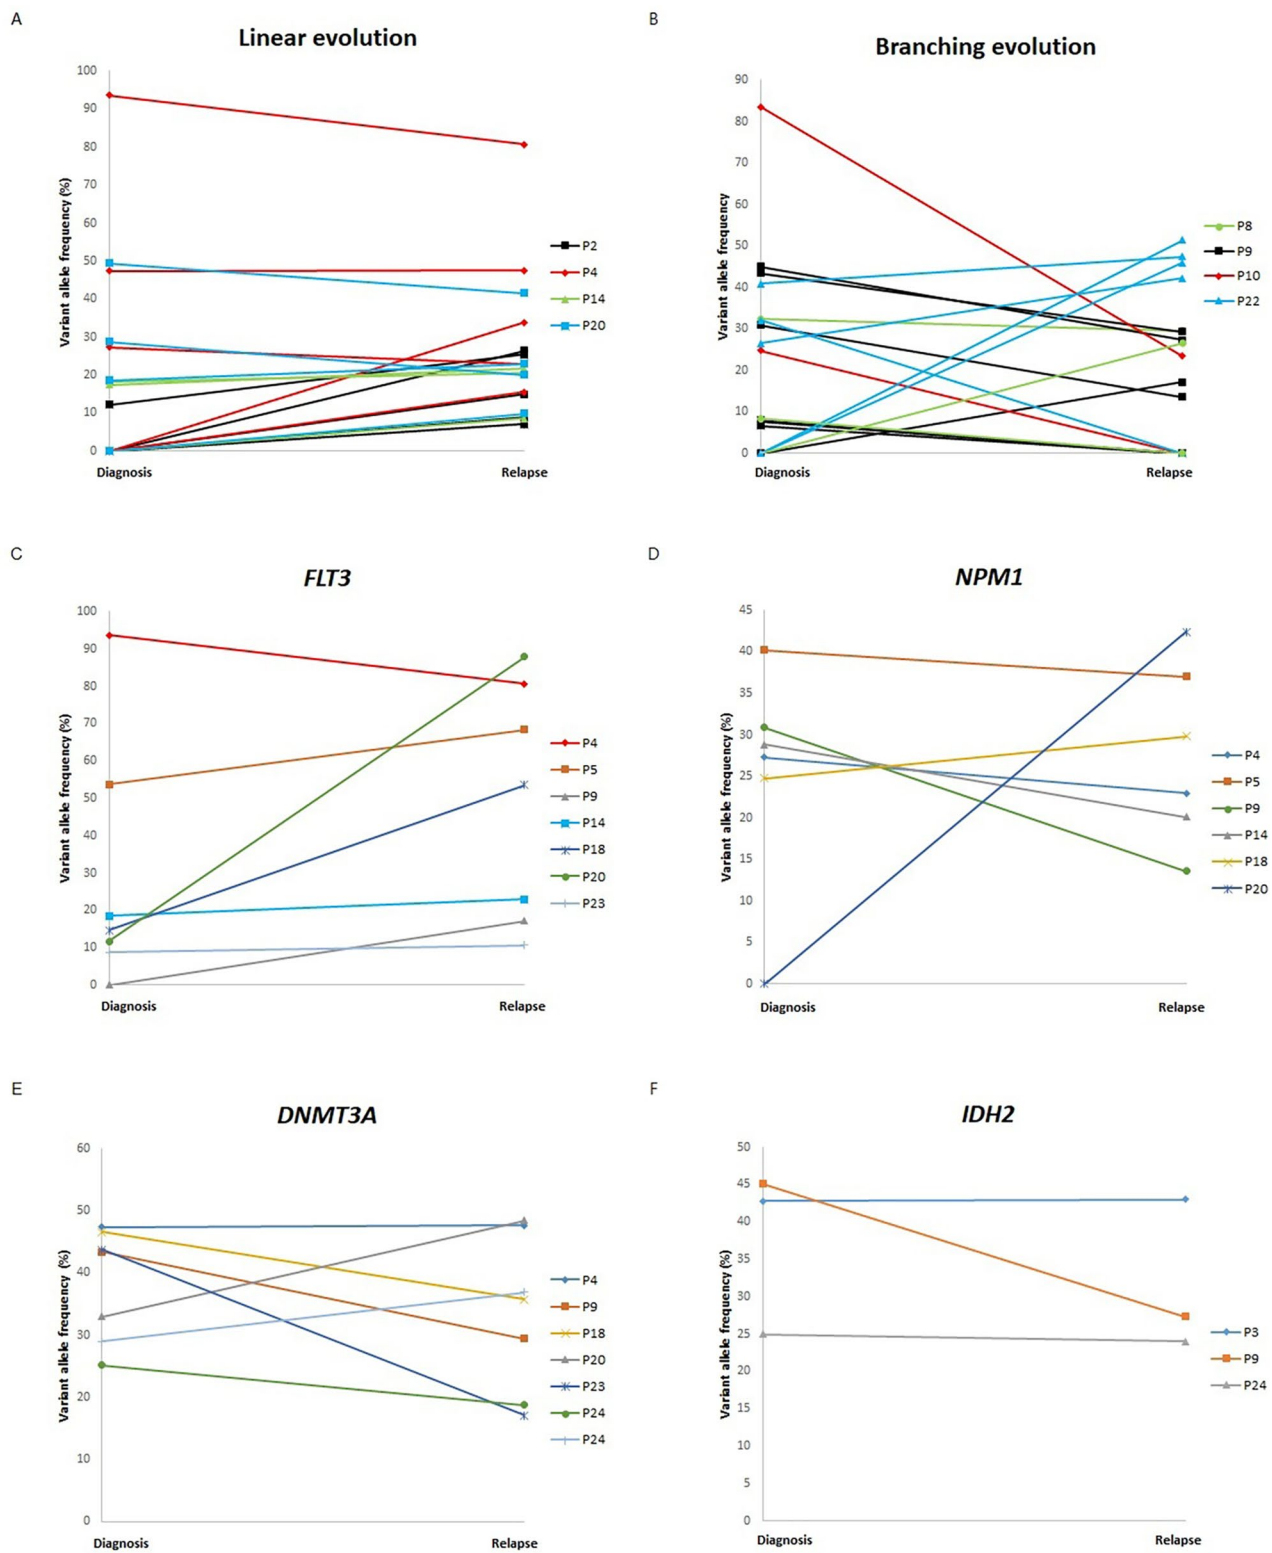 A
Linear evolution
Variant allele frequency (%)
100
90
80
70
60
50
40
30
20
10
0
Diagnosis
Relapse
P2
P4
P14
P20
B
Branching evolution
Variant allele frequency
90
80
70
60
50
40
30
20
10
0
Diagnosis
Relapse
P8
P9
P10
P22
C
FLT3
Variant allele frequency (%)
100
90
80
70
60
50
40
30
20
10
0
Diagnosis
Relapse
P4
P5
P9
P14
P18
P20
P23
D
NPM1
Variant allele frequency (%)
45
40
35
30
25
20
15
10
5
0
Diagnosis
Relapse
P4
P5
P9
P14
P18
P20
E
DNMT3A
Variant allele frequency (%)
60
50
40
30
20
10
0
Diagnosis
Relapse
P4
P9
P18
P20
P23
P24
P24
F
IDH2
Variant allele frequency (%)
50
45
40
35
30
25
20
15
10
5
0
Diagnosis
Relapse
P3
P9
P24